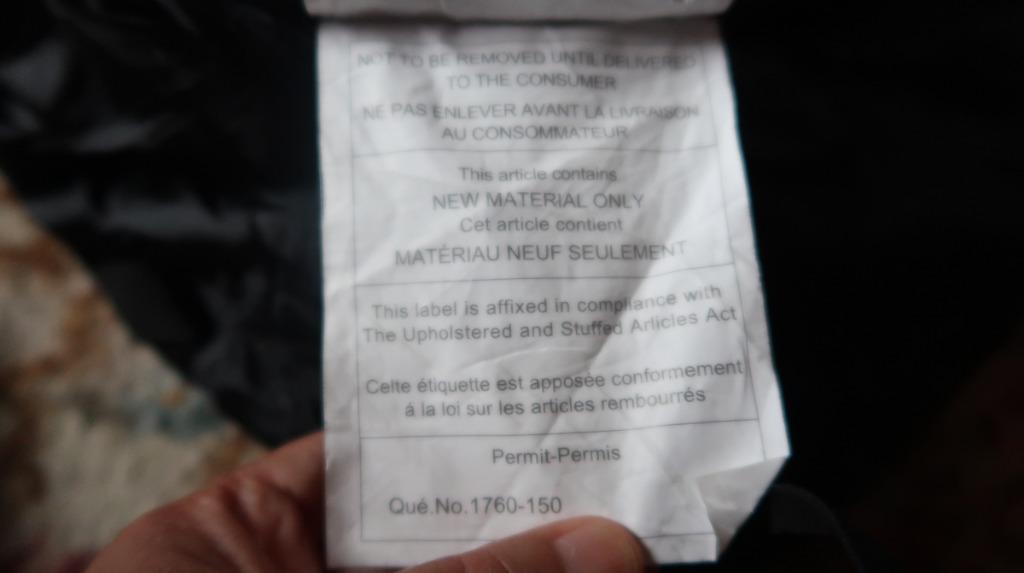 NOT TO BE REMOVED UNTIL DELIVERED
TO THE CONSUMER
NE PAS ENLEVER AVANT LA LIVRAISON
AU CONSOMMATEUR
This article contains
NEW MATERIAL ONLY
Cet article contient
MATÉRIAU NEUF SEULEMENT
This label is affixed in compliance with
The Upholstered and Stuffed Arlicles Act
Celte étiquette est apposée conformement
á la loi sur les articles rembourrés
Permit-Permis
Qué.No.1760-150